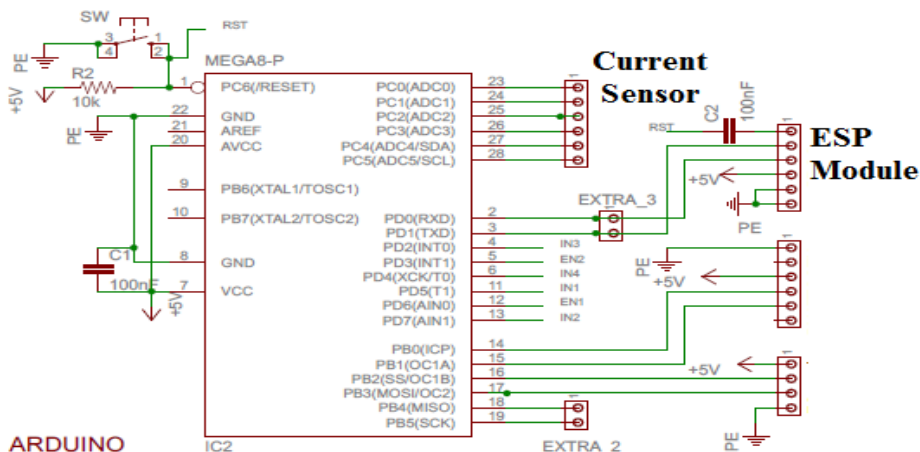 SW
RST
3 1
4 2
PE
R2
10k
+5V
MEGA8-P
1 PC6(/RESET)
22 GND
21 AREF
20 AVCC
PE
9 PB6(XTAL1/TOSC1)
10 PB7(XTAL2/TOSC2)
C1
100nF
8 GND
7 VCC
+5V
PC0(ADC0) 23
PC1(ADC1) 24
PC2(ADC2) 25
PC3(ADC3) 26
PC4(ADC4/SDA) 27
PC5(ADC5/SCL) 28
1
Current
Sensor
PD0(RXD) 2
PD1(TXD) 3
PD2(INT0) 4 IN3
PD3(INT1) 5 EN2
PD4(XCK/T0) 6 IN4
PD5(T1) 11 IN1
PD6(AIN0) 12 EN1
PD7(AIN1) 13 IN2
EXTRA_3
1
PB0(ICP) 14
PB1(OC1A) 15
PB2(SS/OC1B) 16
PB3(MOSI/OC2) 17
PB4(MISO) 18
PB5(SCK) 19
1
EXTRA_2
RST
C2
100nF
1
ESP
Module
+5V
PE
1
PE
+5V
1
+5V
PE
ARDUINO
IC2